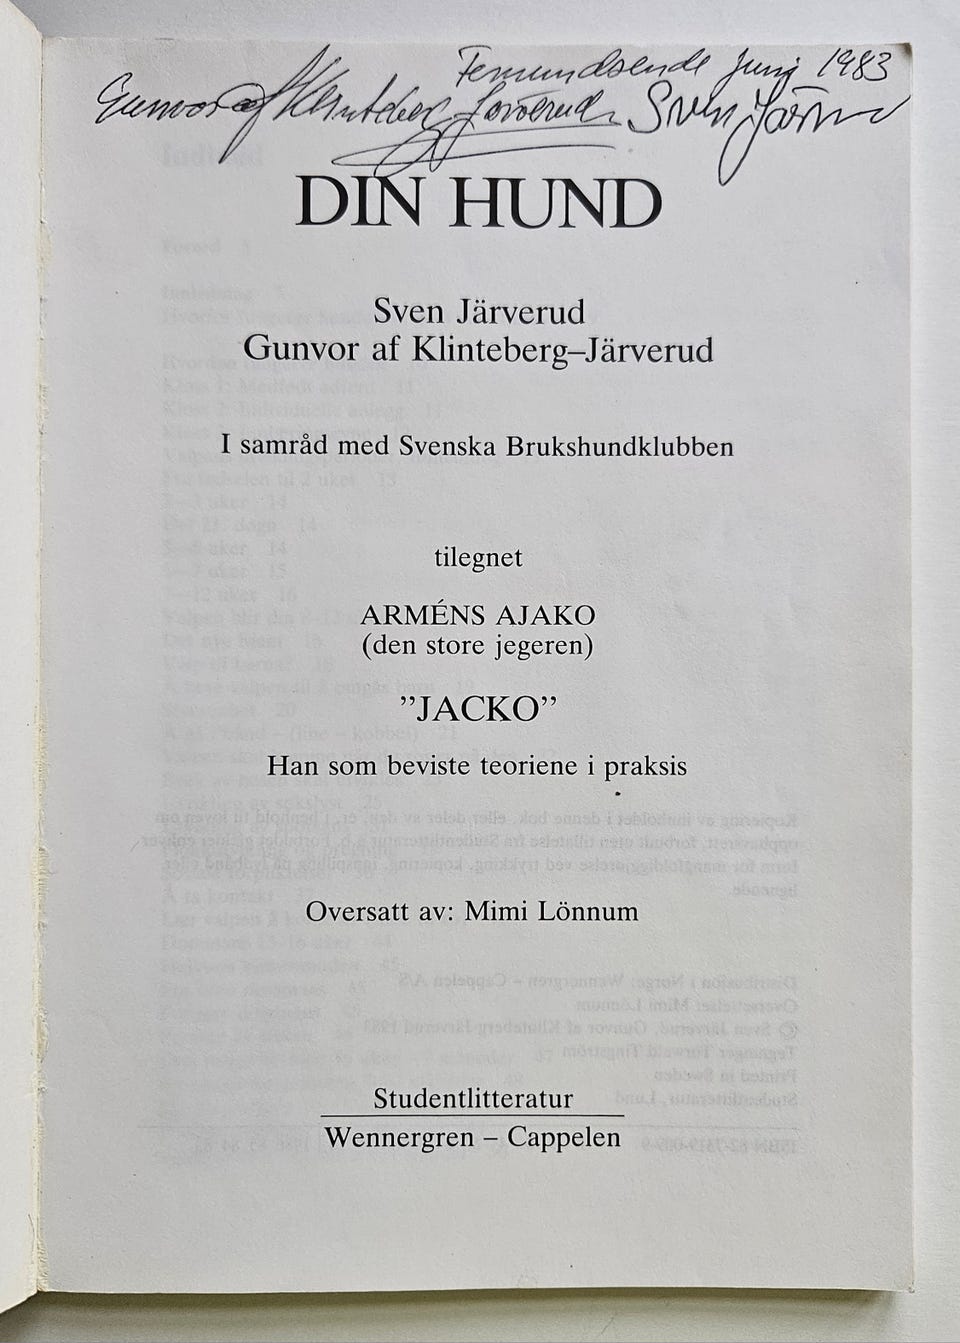 Femundsende Juni 1983
Gunvor af Klinteberg Järverud Sven Järverud
DIN HUND
Sven Järverud
Gunvor af Klinteberg–Järverud
I samråd med Svenska Brukshundklubben
tilegnet
ARMÉNS AJAKO
(den store jegeren)
”JACKO”
Han som beviste teoriene i praksis
Oversatt av: Mimi Lönnum
Studentlitteratur
Wennergren – Cappelen